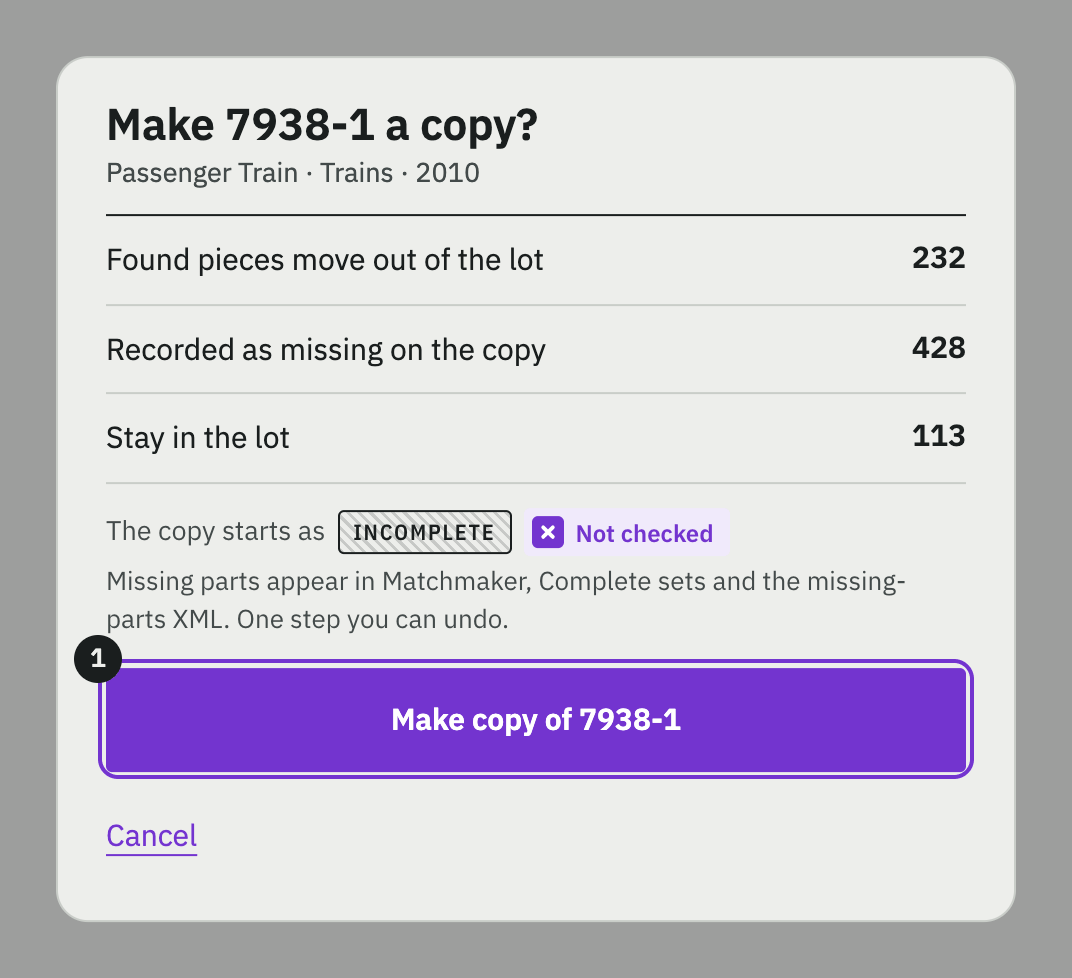 Make 7938-1 a copy?
Passenger Train · Trains · 2010
Found pieces move out of the lot 232
Recorded as missing on the copy 428
Stay in the lot 113
The copy starts as INCOMPLETE Not checked
Missing parts appear in Matchmaker, Complete sets and the missing-
parts XML. One step you can undo.
1
Make copy of 7938-1
Cancel